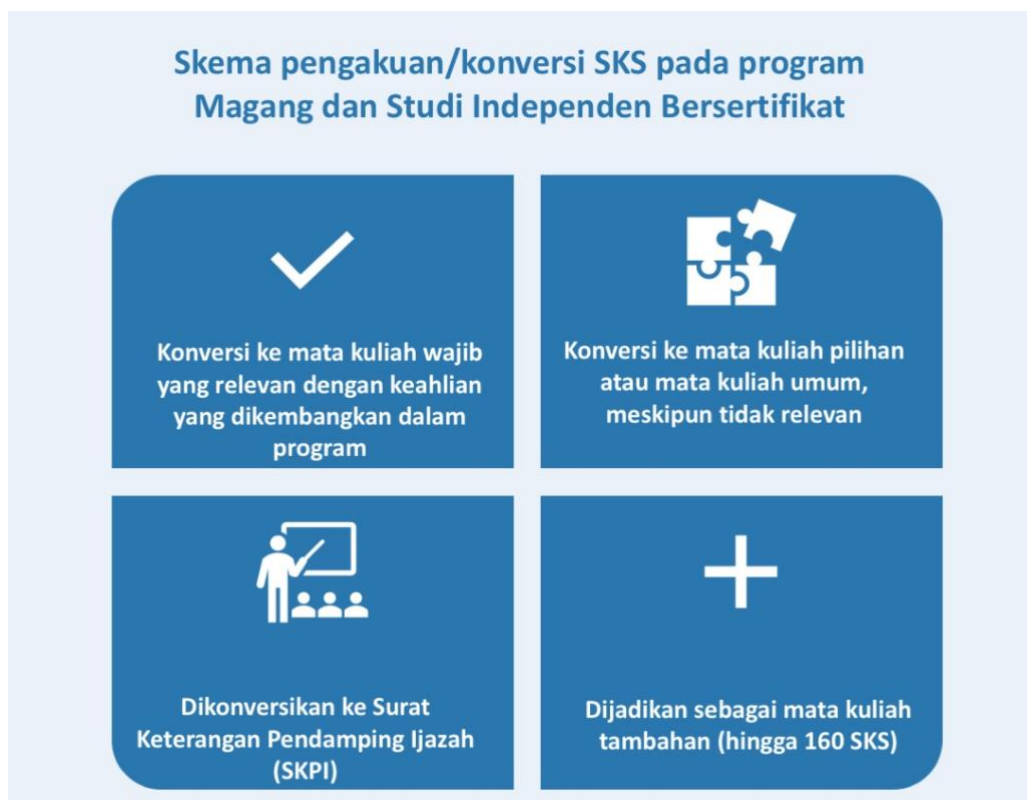 Skema pengakuan/konversi SKS pada program
Magang dan Studi Independen Bersertifikat
Konversi ke mata kuliah wajib
yang relevan dengan keahlian
yang dikembangkan dalam
program
Konversi ke mata kuliah pilihan
atau mata kuliah umum,
meskipun tidak relevan
Dikonversikan ke Surat
Keterangan Pendamping Ijazah
(SKPI)
Dijadikan sebagai mata kuliah
tambahan (hingga 160 SKS)